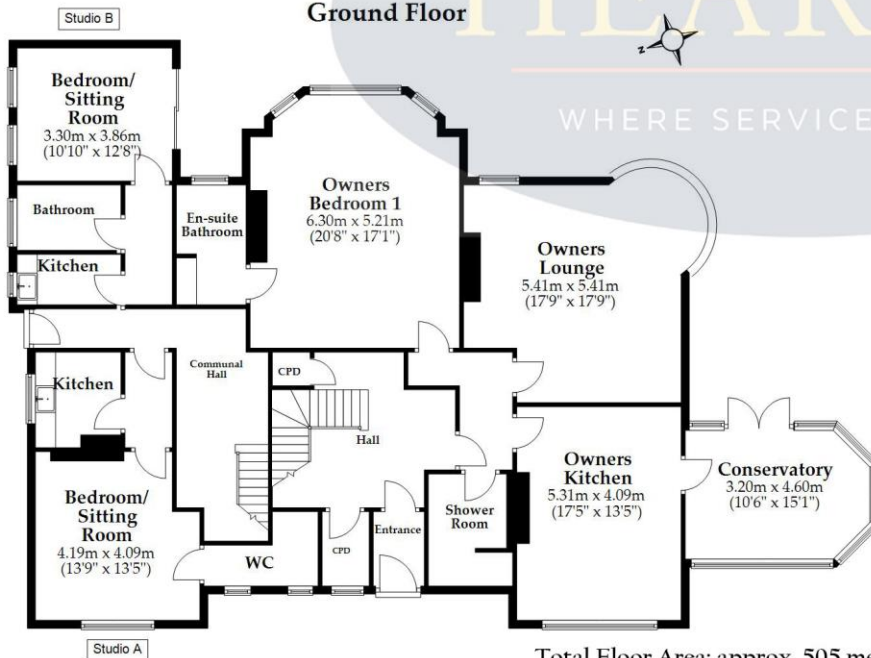 Studio B
Ground Floor
HEAR
WHERE SERVICE
N
Bedroom/
Sitting
Room
3.30m x 3.86m
(10'10" x 12'8")
Bathroom
Kitchen
En-suite
Bathroom
Owners
Bedroom 1
6.30m x 5.21m
(20'8" x 17'1")
Owners
Lounge
5.41m x 5.41m
(17'9" x 17'9")
Communal
Hall
Kitchen
CPD
Hall
Bedroom/
Sitting
Room
4.19m x 4.09m
(13'9" x 13'5")
WC
CPD
Entrance
Shower
Room
Owners
Kitchen
5.31m x 4.09m
(17'5" x 13'5")
Conservatory
3.20m x 4.60m
(10'6" x 15'1")
Studio A
Total Floor Area: approx. 505